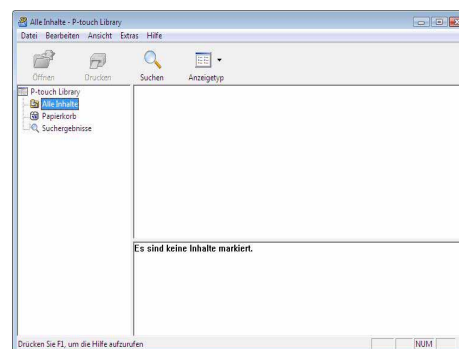 Alle Inhalte - P-touch Library
Datei Bearbeiten Ansicht Extras Hilfe
Öffnen Drucken Suchen Anzeigetyp
P-touch Library
Alle Inhalte
Papierkorb
Suchergebnisse
Es sind keine Inhalte markiert.
Drücken Sie F1, um die Hilfe aufzurufen
NUM